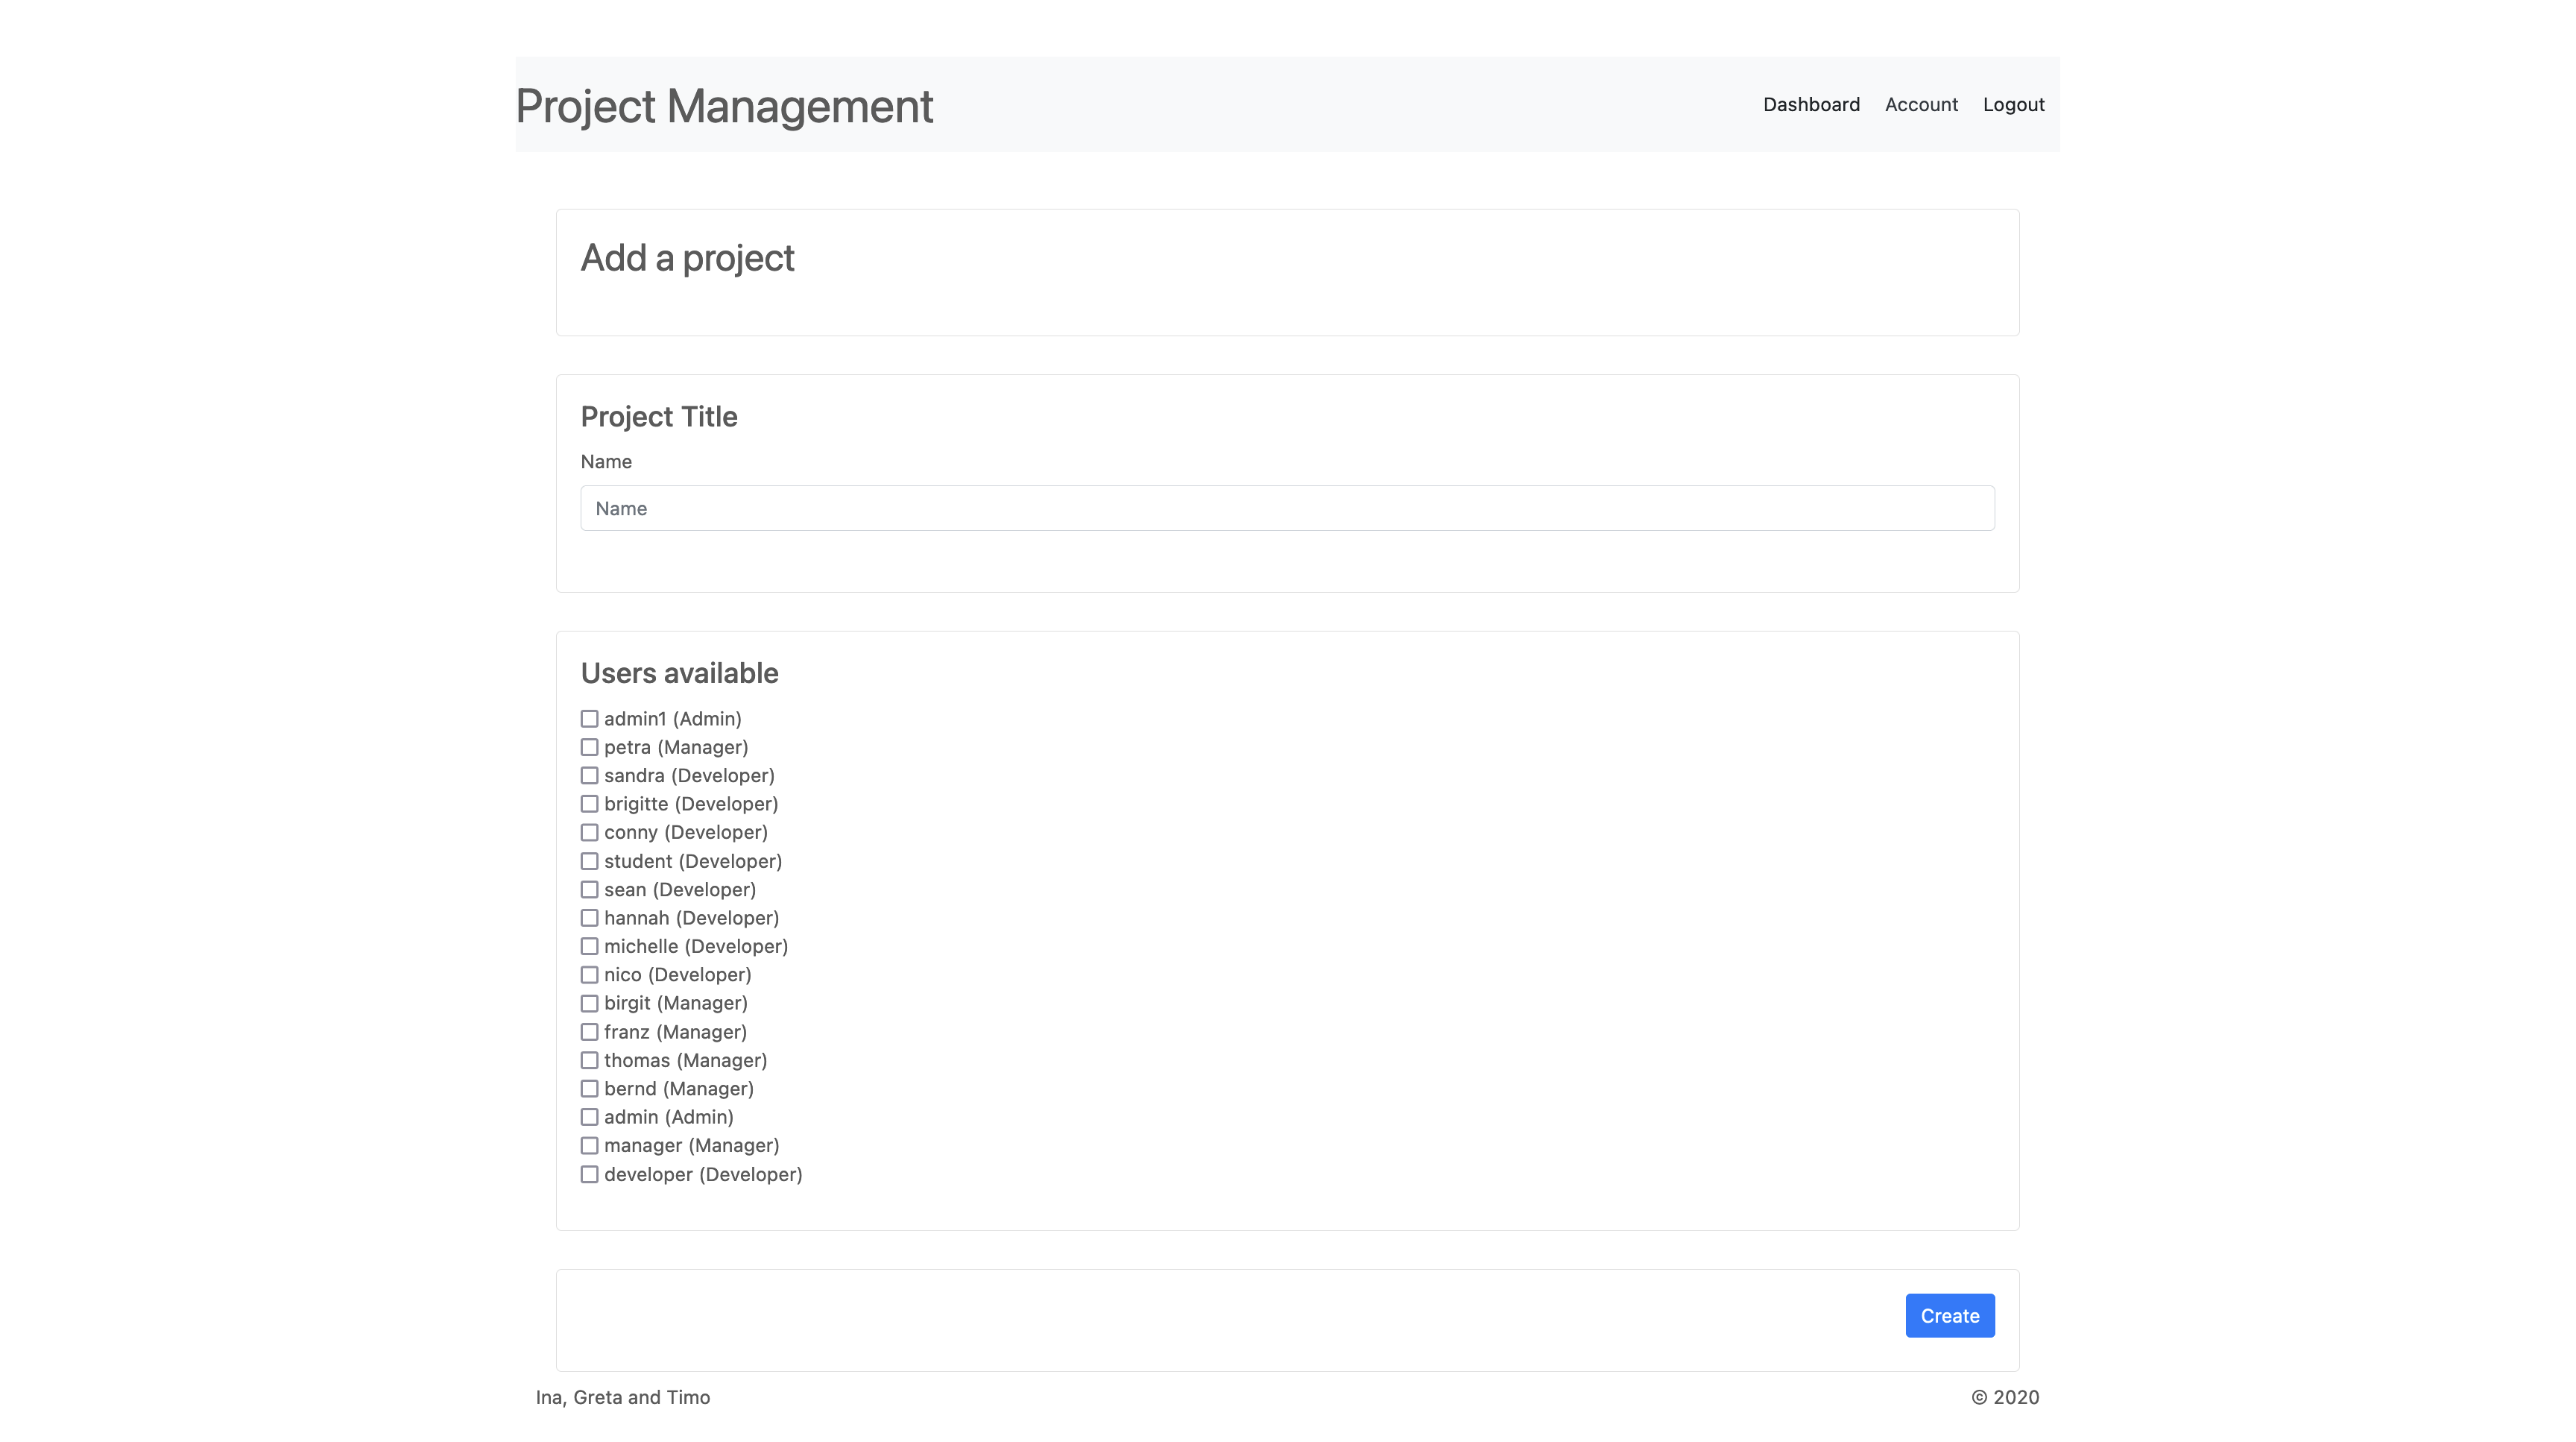 Project Management
Dashboard Account Logout
Add a project
Project Title
Name
Name
Users available
admin1 (Admin)
petra (Manager)
sandra (Developer)
brigitte (Developer)
conny (Developer)
student (Developer)
sean (Developer)
hannah (Developer)
michelle (Developer)
nico (Developer)
birgit (Manager)
franz (Manager)
thomas (Manager)
bernd (Manager)
admin (Admin)
manager (Manager)
developer (Developer)
Create
Ina, Greta and Timo
© 2020